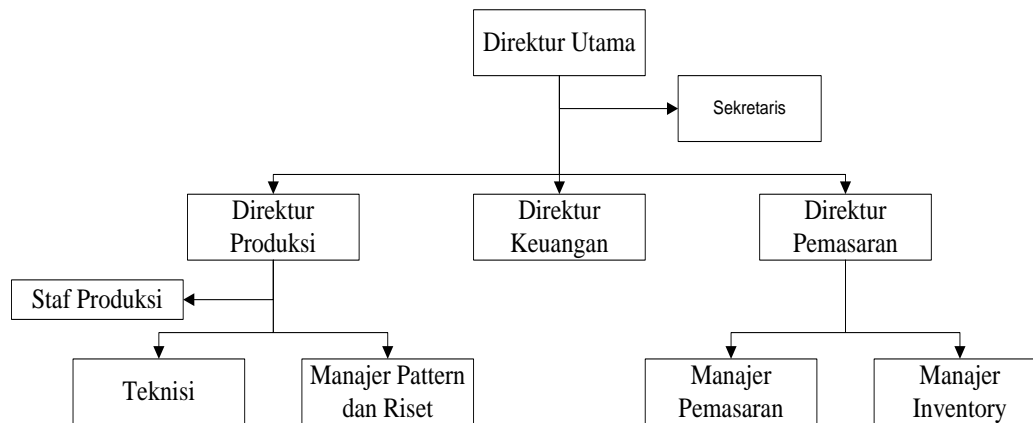 Direktur Utama
Sekretaris
Direktur
Produksi
Direktur
Keuangan
Direktur
Pemasaran
Staf Produksi
Teknisi
Manajer Pattern
dan Riset
Manajer
Pemasaran
Manajer
Inventory